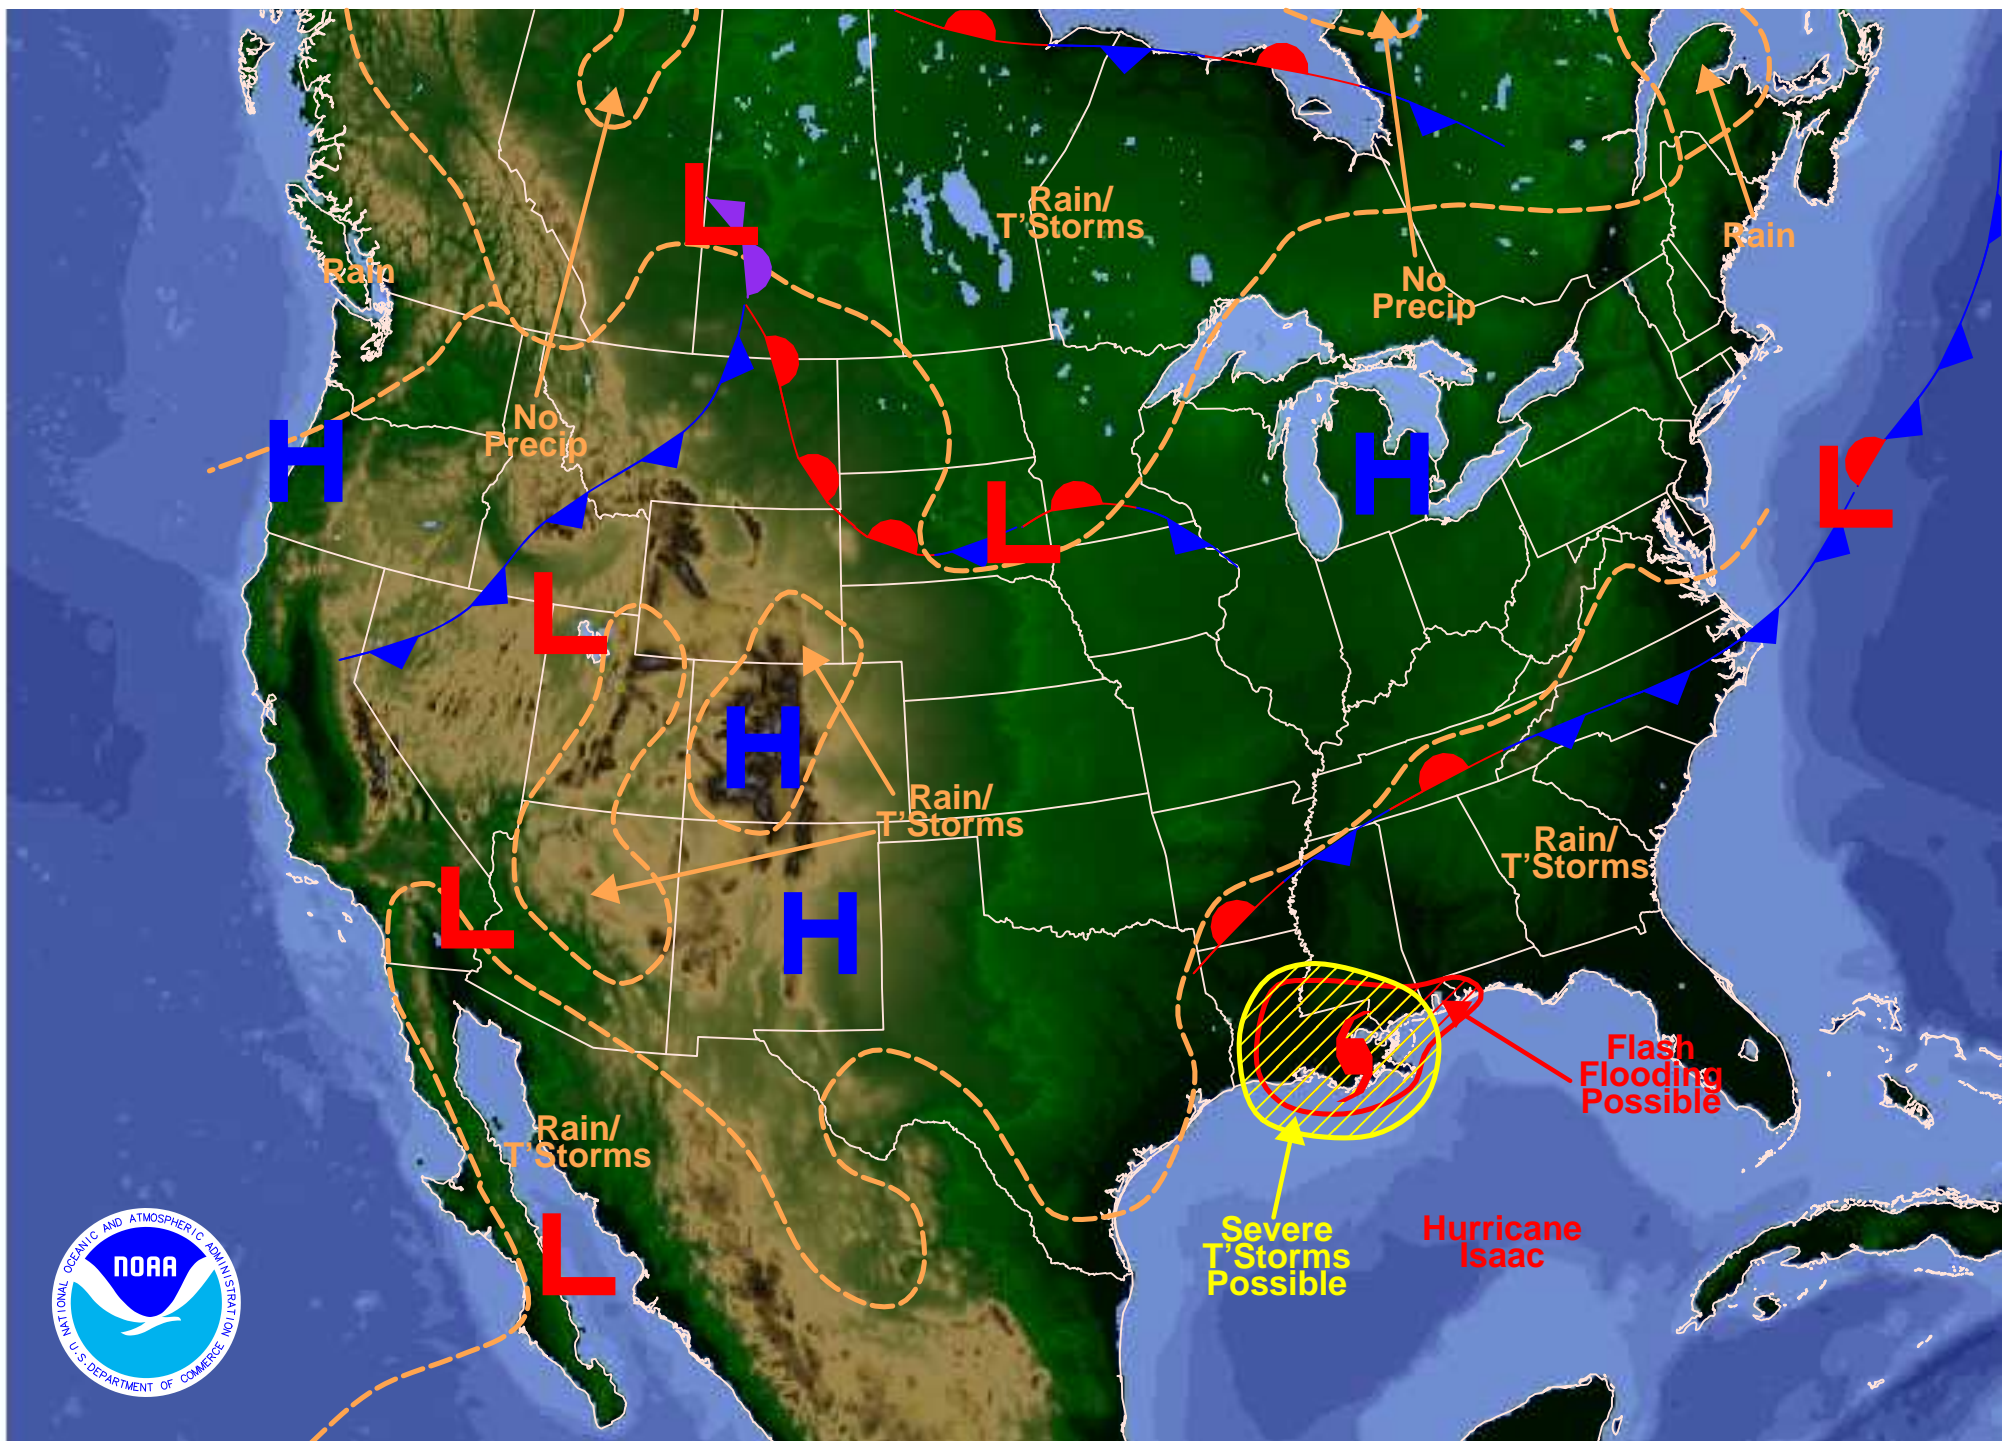 Rain/
T'Storms
Rain
Rain
No
Precip
No
Precip
Rain/
T'Storms
Rain/
T'Storms
Flash
Flooding
Possible
Rain/
T'Storms
Severe
T'Storms
Possible
Hurricane
Isaac
L
L
H
H
L
L
L
H
H
L
L
NATIONAL OCEANIC AND ATMOSPHERIC ADMINISTRATION
NOAA
U.S. DEPARTMENT OF COMMERCE